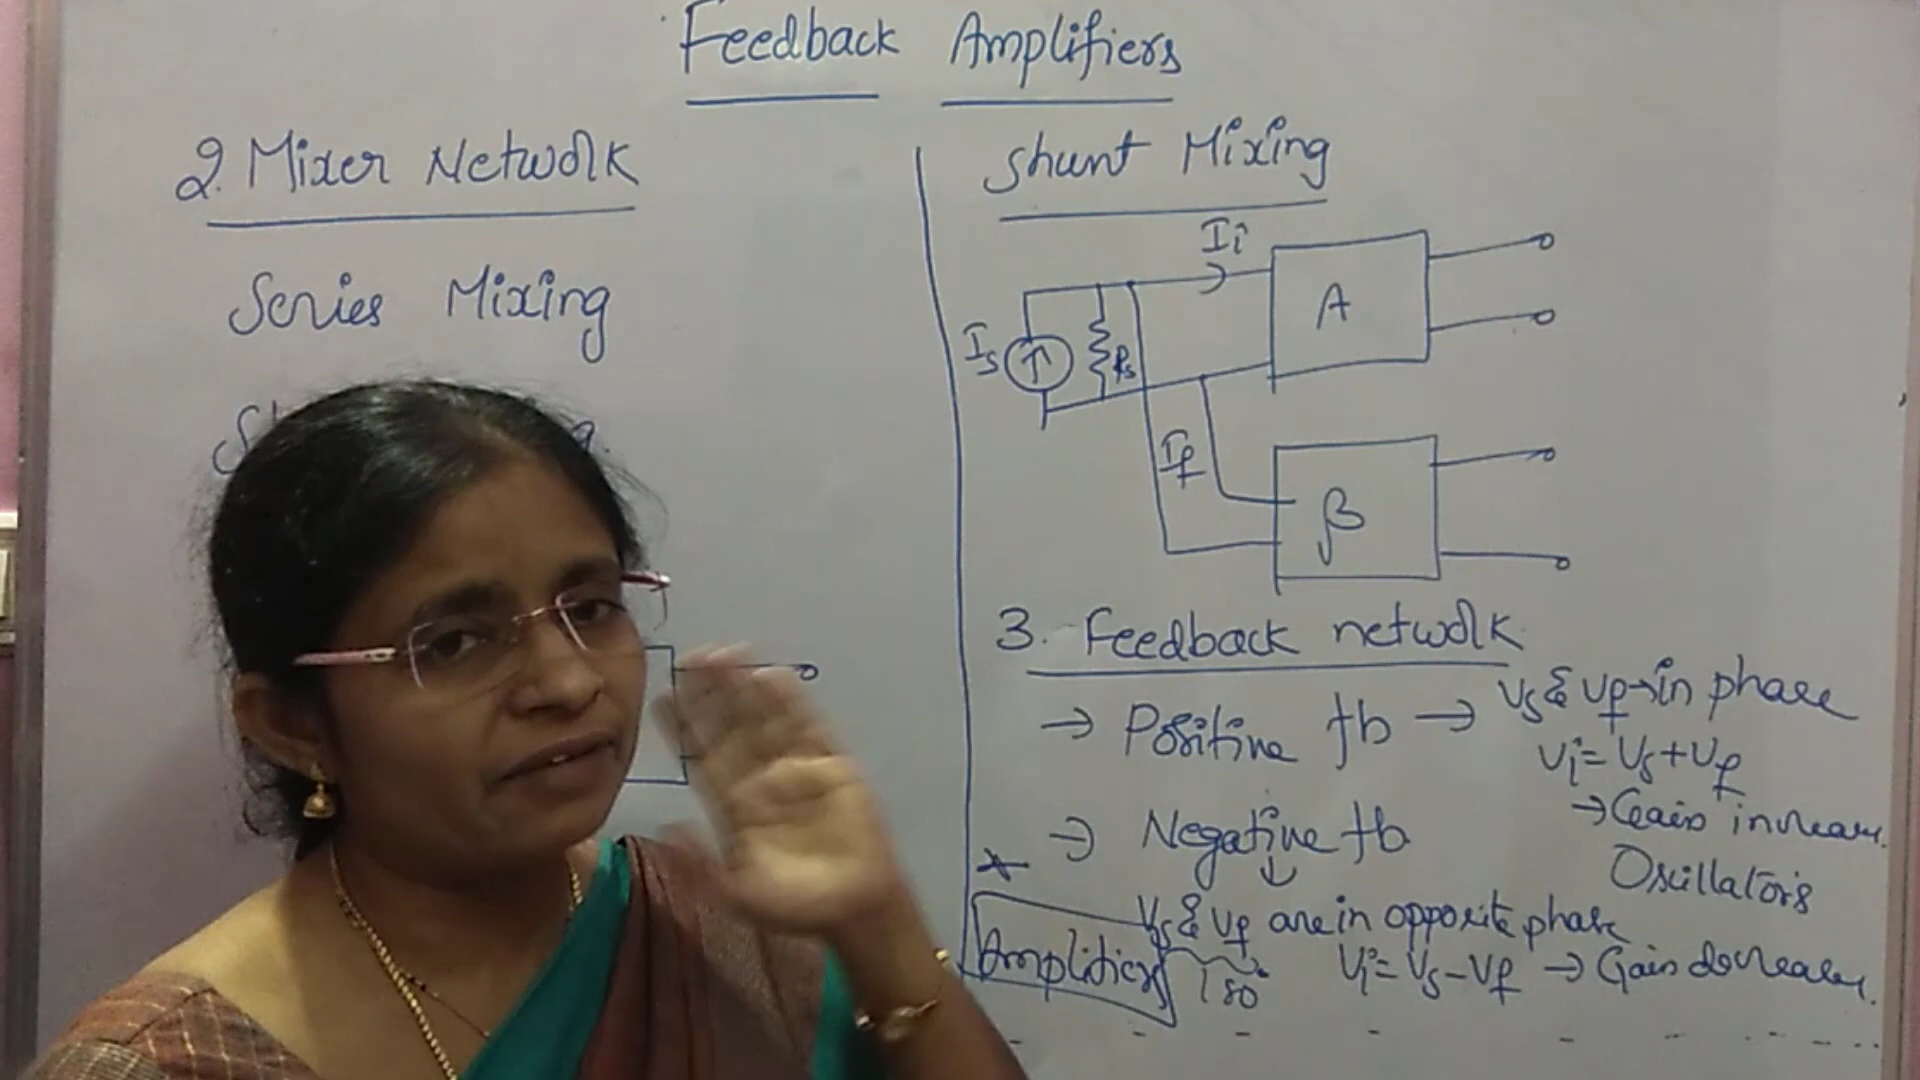 Feedback Amplifiers
2. Mixer Network
Series Mixing
Shunt Mixing
Ii
Is
Rs
A
If
β
3. Feedback network
→ Positive fb → Vs & Vf → in phase
Vi = Vs + Vf
→ Gain increases.
Oscillators
→ Negative fb
↓
Vs & Vf are in opposite phase
Amplifiers
180
Vi = Vs - Vf → Gain decreases.